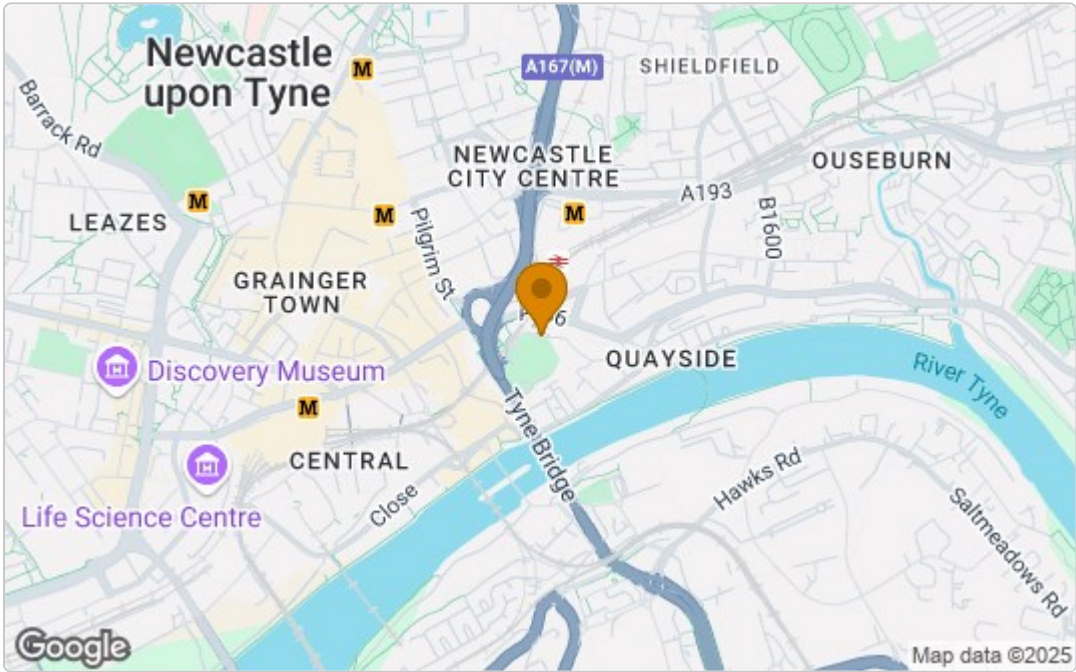 Newcastle
upon Tyne
M
A167(M)
SHIELDFIELD
Barrack Rd
NEWCASTLE
CITY CENTRE
OUSEBURN
A193
M
M
M
B1600
LEAZES
Pilgrim St
GRAINGER
TOWN
QUAYSIDE
Discovery Museum
River Tyne
M
Tyne Bridge
CENTRAL
Hawks Rd
Close
Saltmeadows Rd
Life Science Centre
Google
Map data ©2025